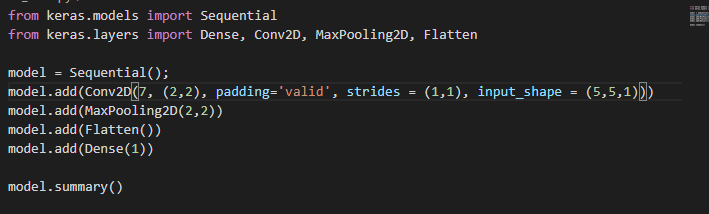 from keras.models import Sequential
from keras.layers import Dense, Conv2D, MaxPooling2D, Flatten
model = Sequential();
model.add(Conv2D(7, (2,2), padding='valid', strides = (1,1), input_shape = (5,5,1)))
model.add(MaxPooling2D(2,2))
model.add(Flatten())
model.add(Dense(1))
model.summary()